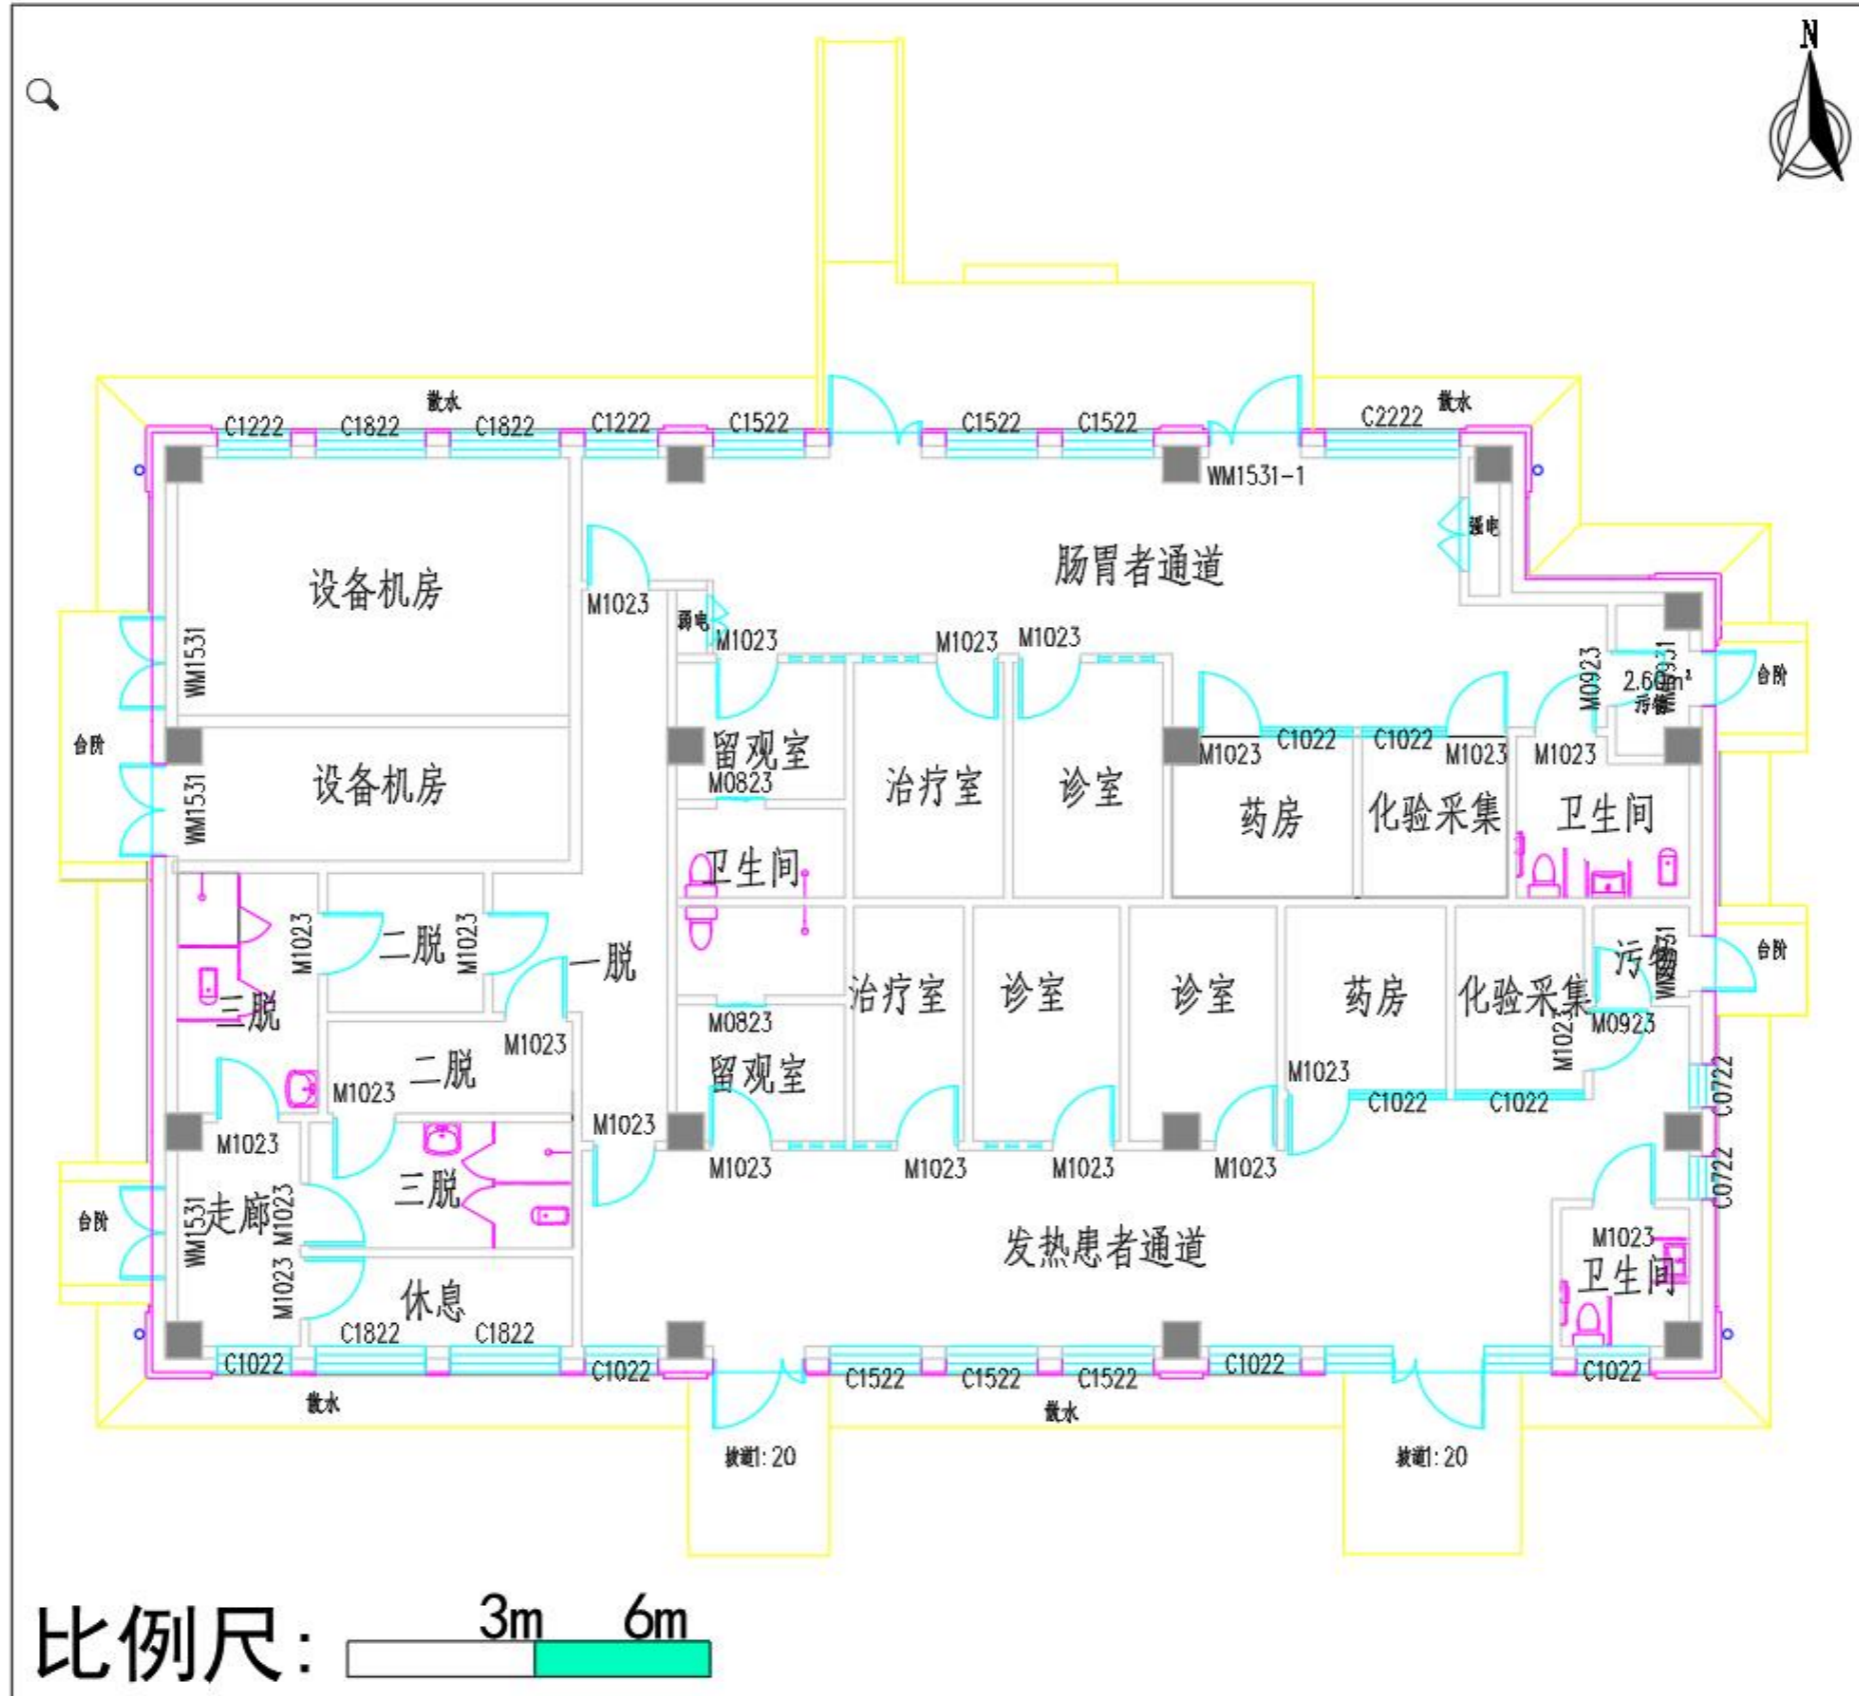 N
散水
散水
C1222
C1822
C1822
C1222
C1522
C1522
C1522
C2222
WM1531-1
强电
肠胃者通道
设备机房
M1023
弱电
M1023
M1023
M1023
WM1531
M0923
2.60m²
污物
台阶
台阶
留观室
M0823
治疗室
诊室
M1023
C1022
C1022
M1023
M1023
设备机房
WM1531
药房
化验采集
卫生间
卫生间
M1023
二脱
M1023
一脱
污物
台阶
三脱
治疗室
诊室
诊室
药房
化验采集
M0823
M1023
M0923
M1023
二脱
留观室
M1023
M1023
C1022
C1022
C0722
M1023
M1023
M1023
M1023
M1023
M1023
C0722
台阶
WM1531
走廊
M1023
三脱
发热患者通道
M1023
卫生间
M1023
休息
C1822
C1822
C1022
C1022
C1522
C1522
C1522
C1022
C1022
散水
散水
坡道1:20
坡道1:20
比例尺:
3m
6m